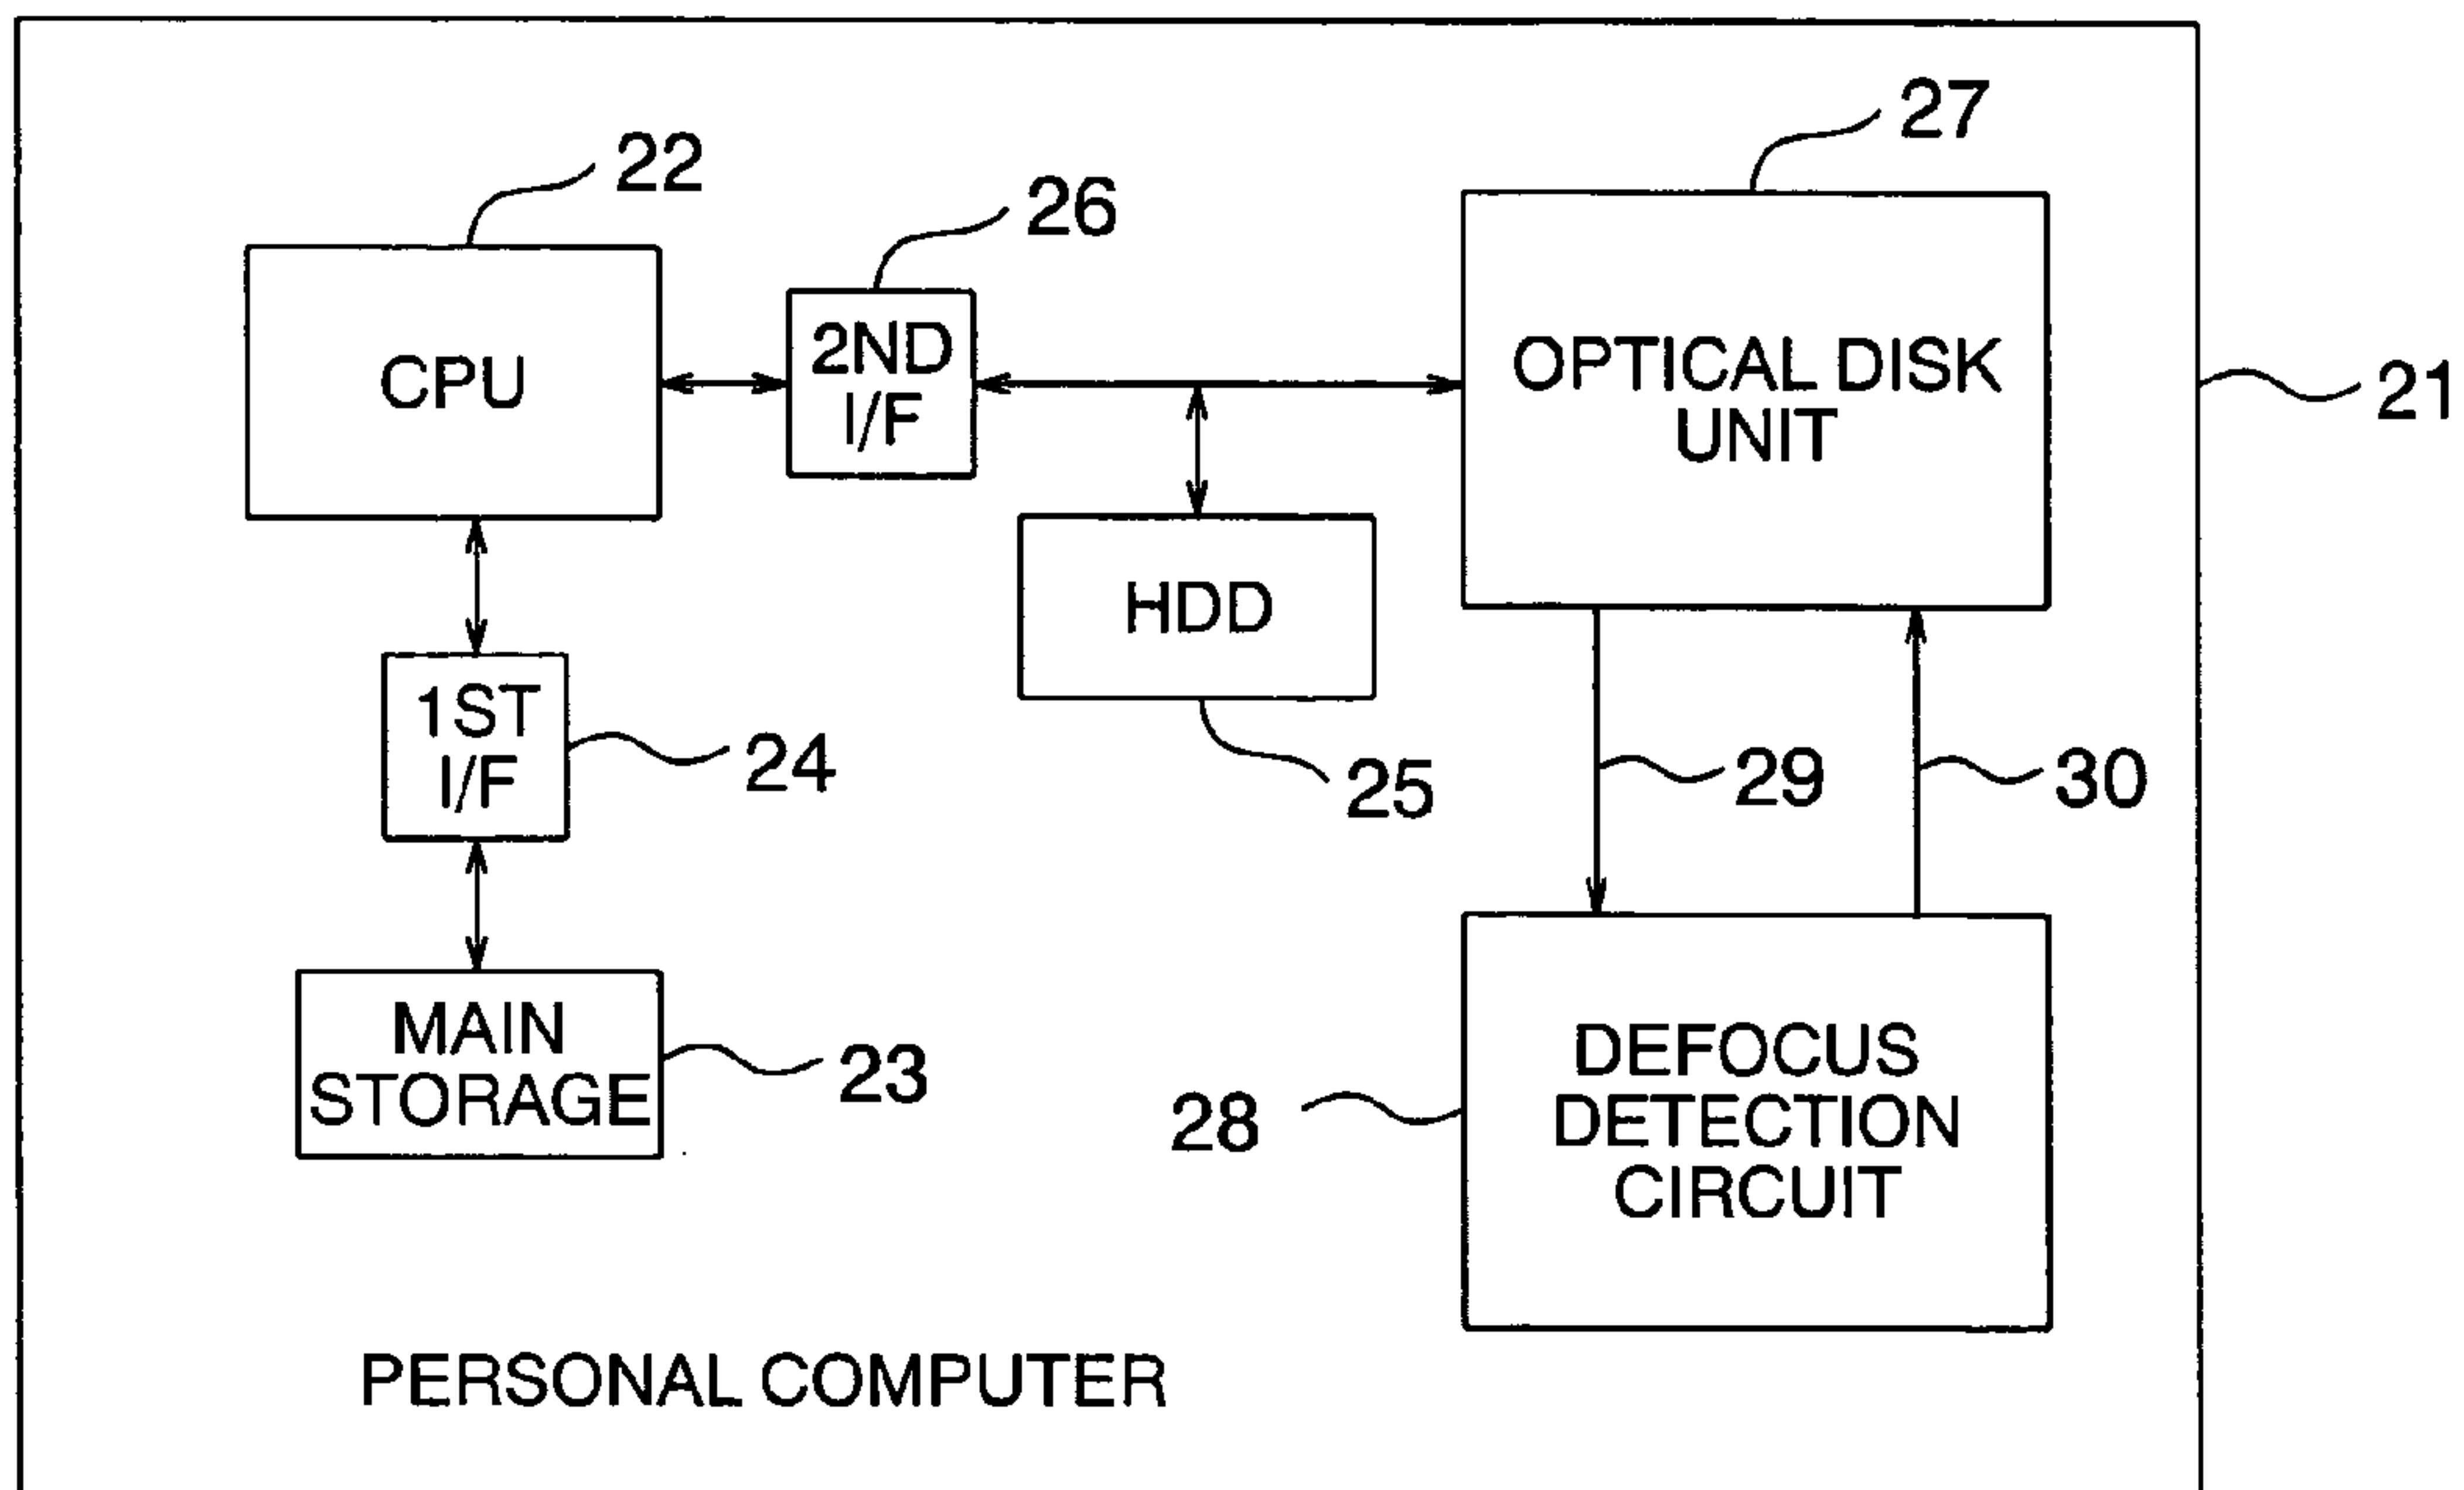 27
22
26
CPU
2ND
I/F
OPTICAL DISK
UNIT
21
HDD
1ST
I/F
24
25
29
30
MAIN
STORAGE
23
28
DEFOCUS
DETECTION
CIRCUIT
PERSONAL COMPUTER